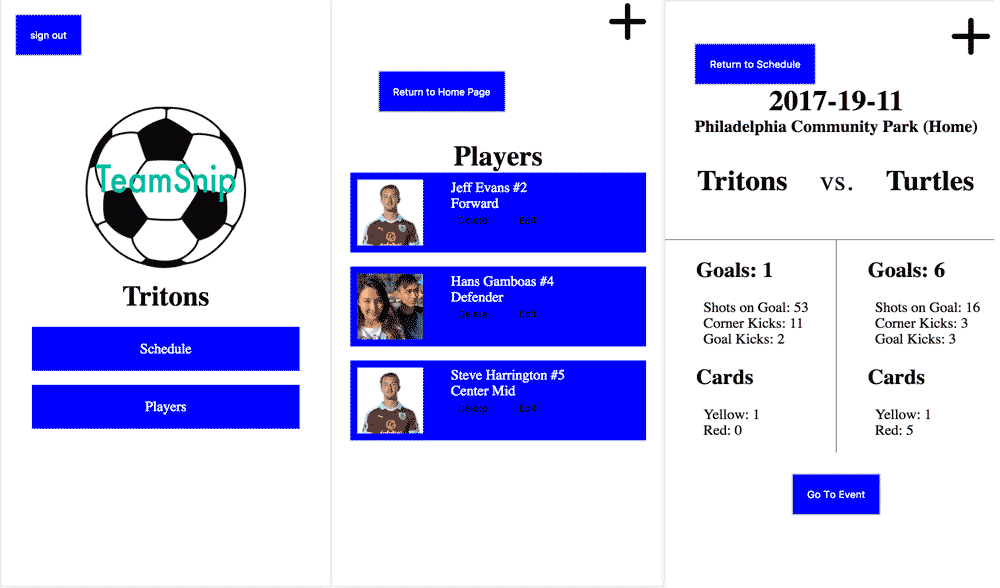 sign out
TeamSnip
Tritons
Schedule
Players
Return to Home Page
Players
Jeff Evans #2
Forward
Delete Edit
Hans Gamboas #4
Defender
Delete Edit
Steve Harrington #5
Center Mid
Delete Edit
Return to Schedule
2017-19-11
Philadelphia Community Park (Home)
Tritons vs. Turtles
Goals: 1
Shots on Goal: 53
Corner Kicks: 11
Goal Kicks: 2
Cards
Yellow: 1
Red: 0
Goals: 6
Shots on Goal: 16
Corner Kicks: 3
Goal Kicks: 3
Cards
Yellow: 1
Red: 5
Go To Event